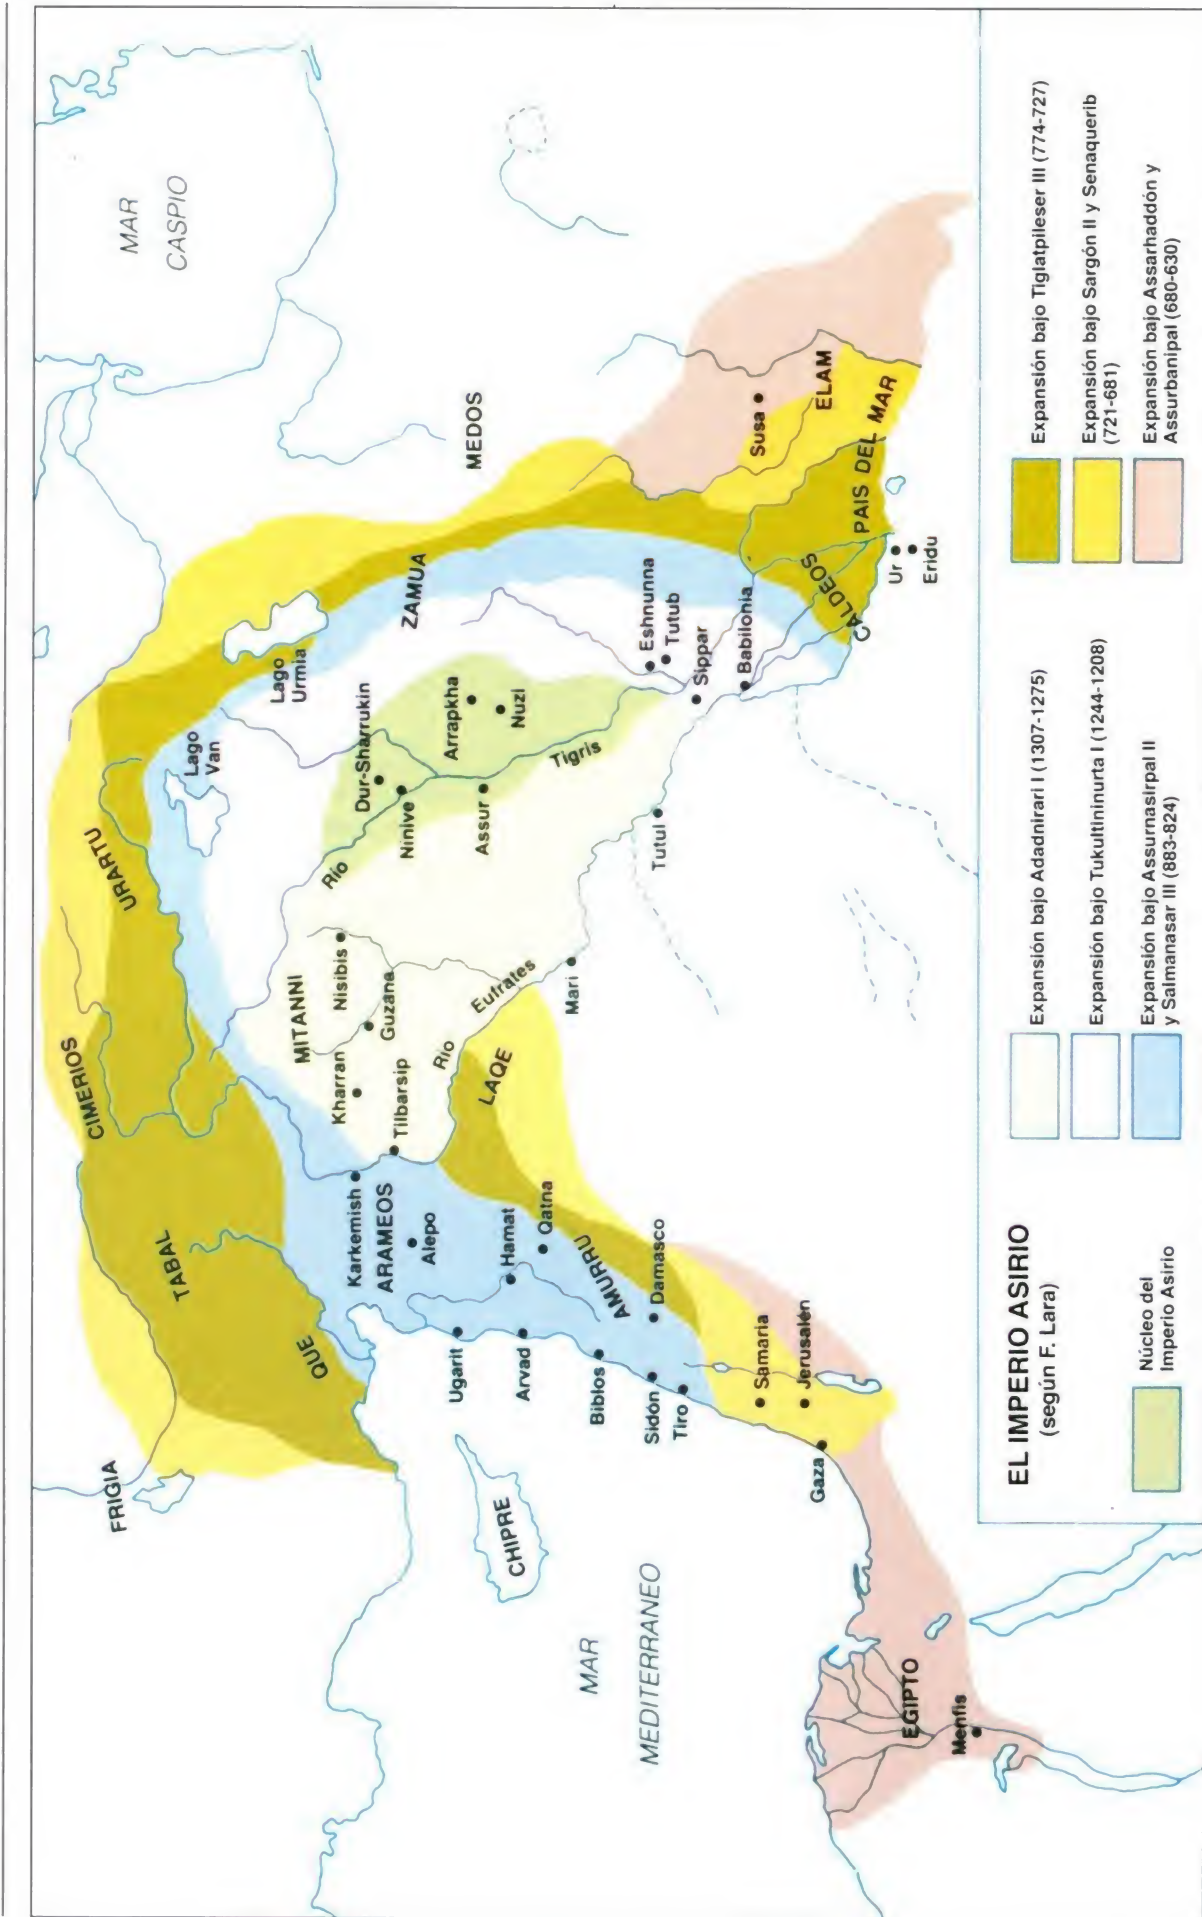 MAR
CASPIO
FRIGIA
CIMERIOS
URARTU
TABAL
QUE
Lago
Van
Lago
Urmia
ZAMUA
MEDOS
MITANNI
Nisibis
Kharran
Guzana
Tilbarsip
Río
Dur-Sharrukin
Ninive
Arrapkha
Nuzi
Assur
Tigris
Karkemish
ARAMEOS
Alepo
Río
Eufrates
LAQE
Mari
Tutul
Eshnunna
Tutub
Sippar
Babilonia
CHIPRE
Ugarit
Arvad
Hamat
Qatna
AMURRU
Biblos
Sidón
Tiro
Damasco
Samaria
Jerusalén
Gaza
MAR
MEDITERRANEO
EGIPTO
Menfis
Susa
ELAM
PAIS DEL MAR
CALDEOS
Ur
Eridu
EL IMPERIO ASIRIO
(según F. Lara)
Núcleo del
Imperio Asirio
Expansión bajo Adadnirari I (1307-1275)
Expansión bajo Tukultininurta I (1244-1208)
Expansión bajo Assurnasirpal II
y Salmanasar III (883-824)
Expansión bajo Tiglatpileser III (774-727)
Expansión bajo Sargón II y Senaquerib
(721-681)
Expansión bajo Assarhaddón y
Assurbanipal (680-630)